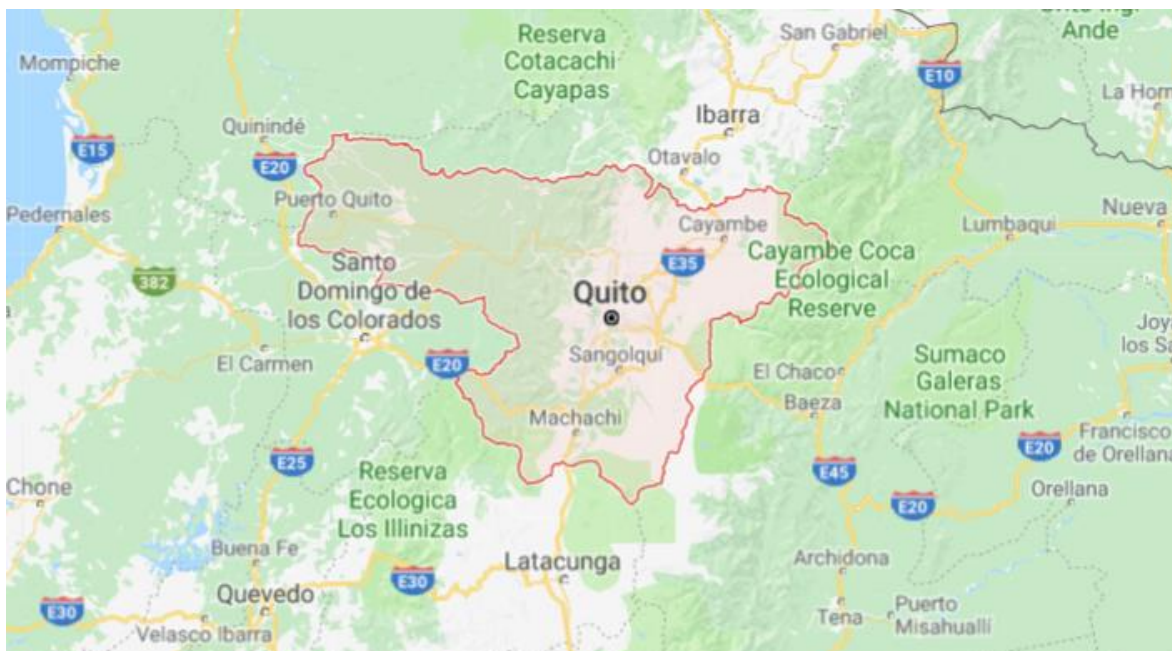 San Gabriel
Ande
Reserva
Cotacachi
Cayapas
Mompiche
E10
La Horn
Ibarra
Quinindé
E15
E20
Otavalo
Puerto Quito
Pedernales
Cayambe
Lumbaqui
Nueva
Santo
Domingo de
los Colorados
382
E35
Cayambe Coca
Ecological
Reserve
Quito
El Carmen
E20
Sangolquí
El Chaco
Joy
los Sa
Sumaco
Galeras
National Park
Machachi
Baeza
Francisco
de Orellana
E20
E25
E45
Chone
Reserva
Ecologica
Los Illinizas
Orellana
E20
Buena Fe
Latacunga
Archidona
E30
E30
Quevedo
Velasco Ibarra
Tena
Puerto
Misahuallí